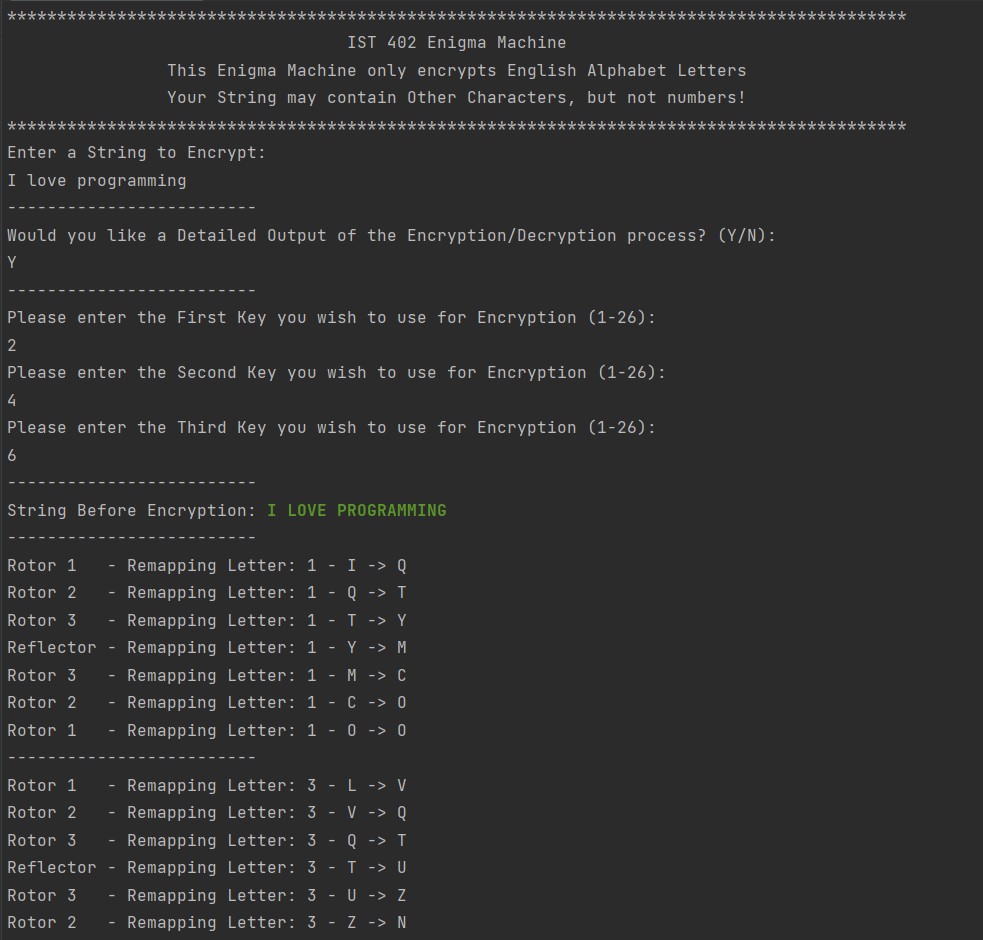 ******************************************************************************************
IST 402 Enigma Machine
This Enigma Machine only encrypts English Alphabet Letters
Your String may contain Other Characters, but not numbers!
******************************************************************************************
Enter a String to Encrypt:
I love programming
-------------------------
Would you like a Detailed Output of the Encryption/Decryption process? (Y/N):
Y
-------------------------
Please enter the First Key you wish to use for Encryption (1-26):
2
Please enter the Second Key you wish to use for Encryption (1-26):
4
Please enter the Third Key you wish to use for Encryption (1-26):
6
-------------------------
String Before Encryption: I LOVE PROGRAMMING
-------------------------
Rotor 1   - Remapping Letter: 1 - I -> Q
Rotor 2   - Remapping Letter: 1 - Q -> T
Rotor 3   - Remapping Letter: 1 - T -> Y
Reflector - Remapping Letter: 1 - Y -> M
Rotor 3   - Remapping Letter: 1 - M -> C
Rotor 2   - Remapping Letter: 1 - C -> O
Rotor 1   - Remapping Letter: 1 - O -> O
-------------------------
Rotor 1   - Remapping Letter: 3 - L -> V
Rotor 2   - Remapping Letter: 3 - V -> Q
Rotor 3   - Remapping Letter: 3 - Q -> T
Reflector - Remapping Letter: 3 - T -> U
Rotor 3   - Remapping Letter: 3 - U -> Z
Rotor 2   - Remapping Letter: 3 - Z -> N